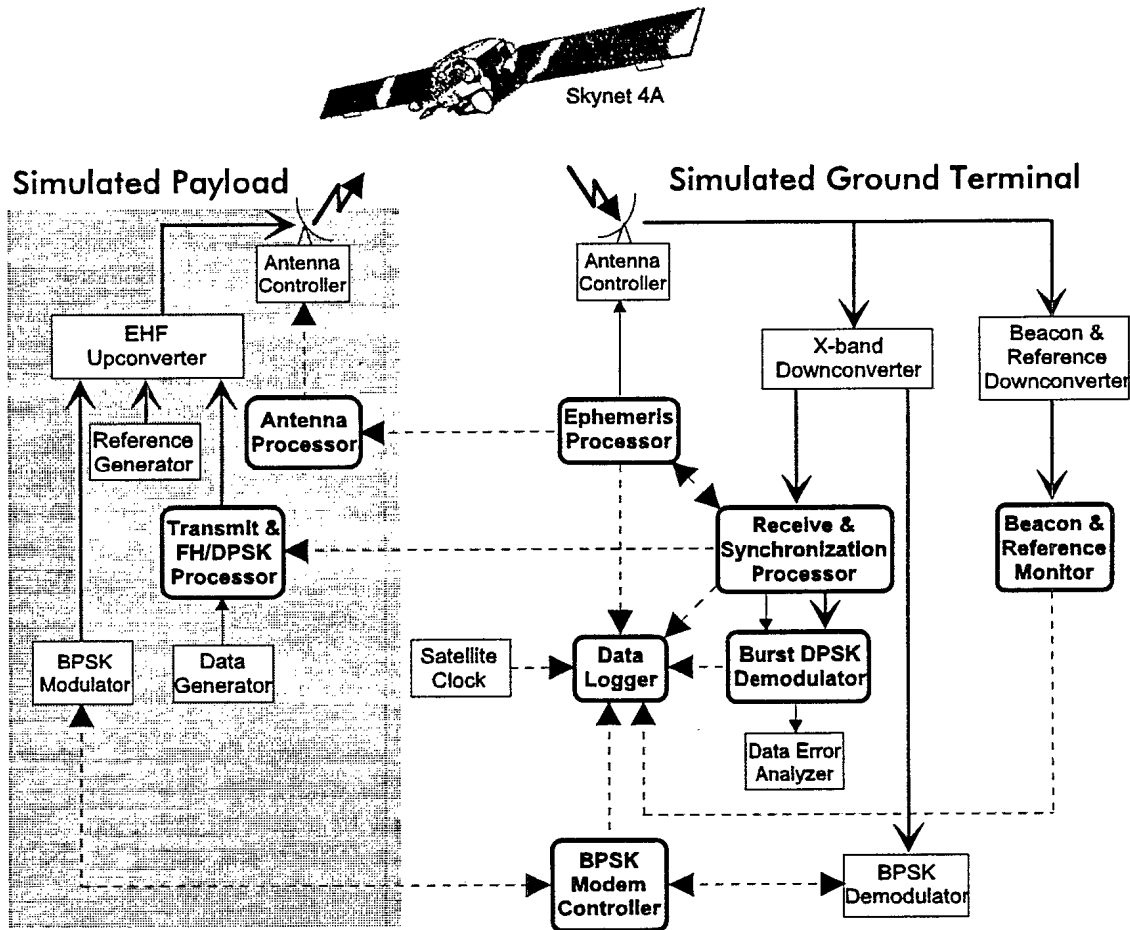 Skynet 4A
Simulated Payload
Simulated Ground Terminal
Antenna
Controller
Antenna
Controller
EHF
Upconverter
X-band
Downconverter
Beacon &
Reference
Downconverter
Reference
Generator
Antenna
Processor
Ephemeris
Processor
Transmit &
FH/DPSK
Processor
Receive &
Synchronization
Processor
Beacon &
Reference
Monitor
BPSK
Modulator
Data
Generator
Satellite
Clock
Data
Logger
Burst DPSK
Demodulator
Data Error
Analyzer
BPSK
Modem
Controller
BPSK
Demodulator